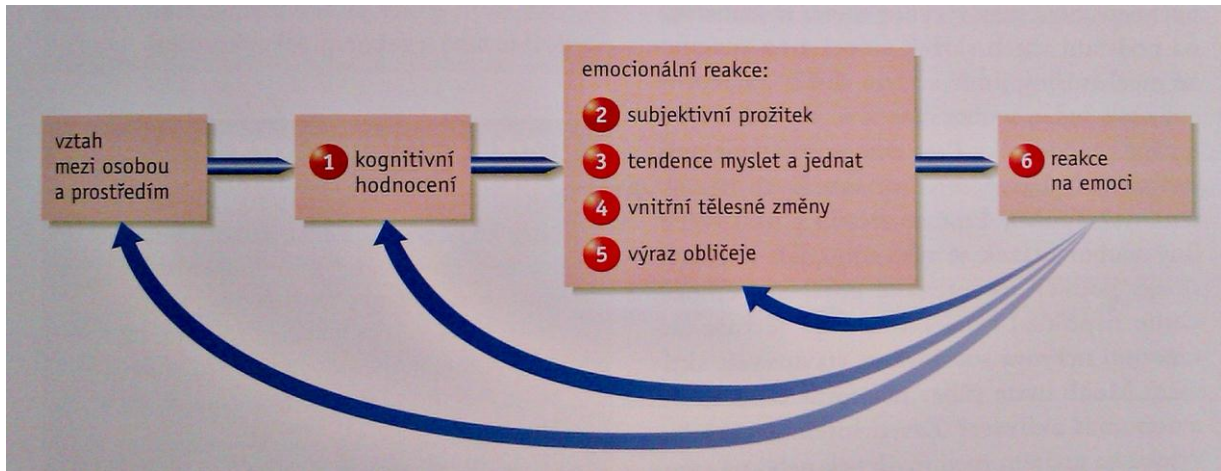 vztah
mezi osobou
a prostředím
1 kognitivní
hodnocení
emocionální reakce:
2 subjektivní prožitek
3 tendence myslet a jednat
4 vnitřní tělesné změny
5 výraz obličeje
6 reakce
na emoci